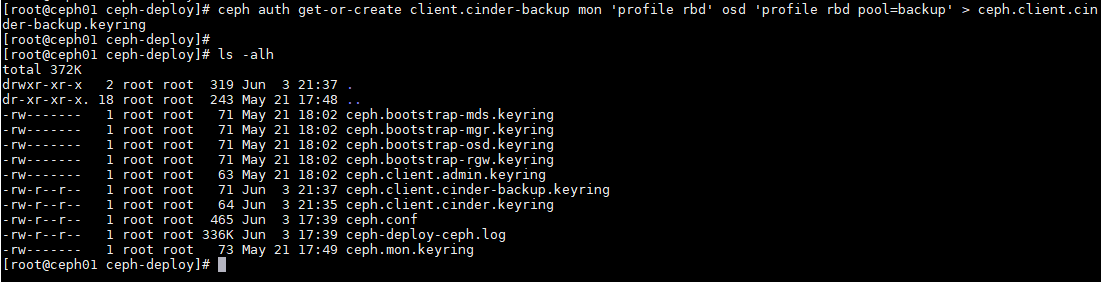 [root@ceph01 ceph-deploy]# ceph auth get-or-create client.cinder-backup mon 'profile rbd' osd 'profile rbd pool=backup' > ceph.client.cin
der-backup.keyring
[root@ceph01 ceph-deploy]#
[root@ceph01 ceph-deploy]# ls -alh
total 372K
drwxr-xr-x   2 root root  319 Jun  3 21:37 .
dr-xr-xr-x. 18 root root  243 May 21 17:48 ..
-rw-------   1 root root   71 May 21 18:02 ceph.bootstrap-mds.keyring
-rw-------   1 root root   71 May 21 18:02 ceph.bootstrap-mgr.keyring
-rw-------   1 root root   71 May 21 18:02 ceph.bootstrap-osd.keyring
-rw-------   1 root root   71 May 21 18:02 ceph.bootstrap-rgw.keyring
-rw-------   1 root root   63 May 21 18:02 ceph.client.admin.keyring
-rw-r--r--   1 root root   71 Jun  3 21:37 ceph.client.cinder-backup.keyring
-rw-r--r--   1 root root   64 Jun  3 21:35 ceph.client.cinder.keyring
-rw-r--r--   1 root root  465 Jun  3 17:39 ceph.conf
-rw-r--r--   1 root root 336K Jun  3 17:39 ceph-deploy-ceph.log
-rw-------   1 root root   73 May 21 17:49 ceph.mon.keyring
[root@ceph01 ceph-deploy]#